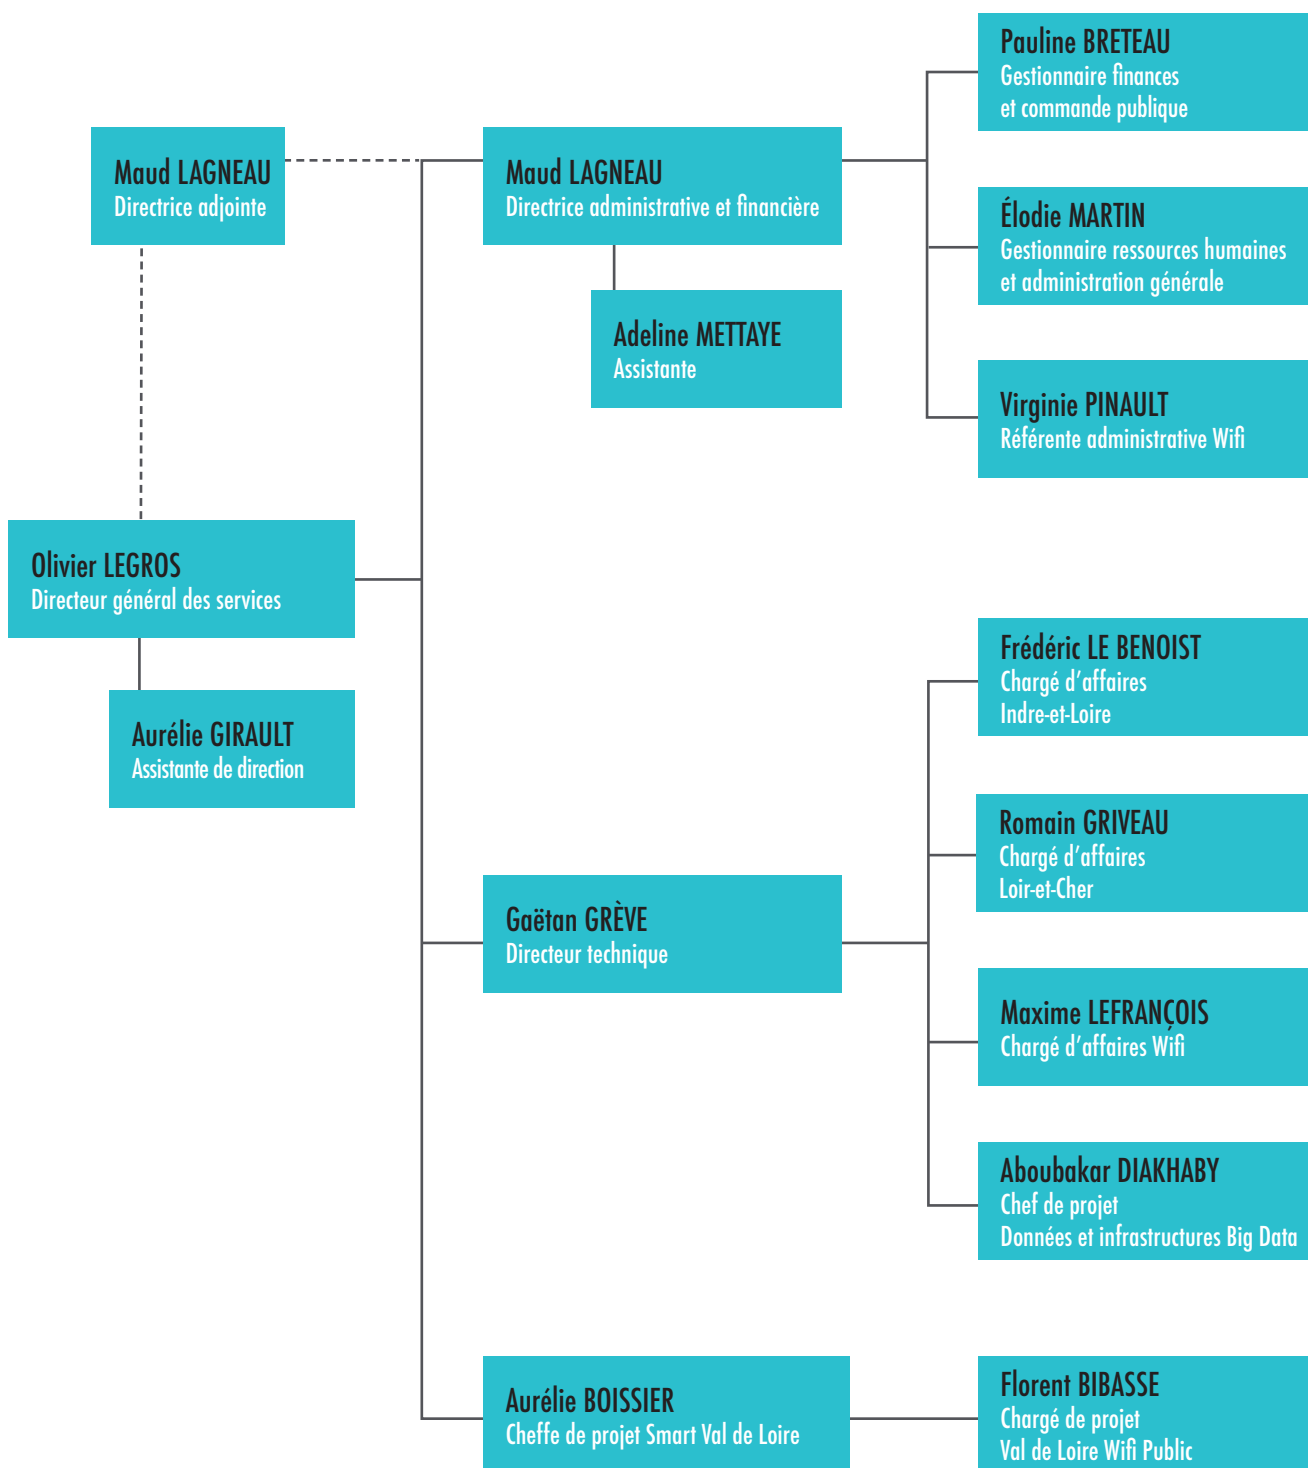 Maud LAGNEAU
Directrice adjointe
Olivier LEGROS
Directeur général des services
Aurélie GIRAULT
Assistante de direction
Maud LAGNEAU
Directrice administrative et financière
Adeline METTAYE
Assistante
Pauline BRETEAU
Gestionnaire finances
et commande publique
Élodie MARTIN
Gestionnaire ressources humaines
et administration générale
Virginie PINAULT
Référente administrative Wifi
Gaëtan GRÈVE
Directeur technique
Frédéric LE BENOIST
Chargé d’affaires
Indre-et-Loire
Romain GRIVEAU
Chargé d’affaires
Loir-et-Cher
Maxime LEFRANÇOIS
Chargé d’affaires Wifi
Aboubakar DIAKHABY
Chef de projet
Données et infrastructures Big Data
Aurélie BOISSIER
Cheffe de projet Smart Val de Loire
Florent BIBASSE
Chargé de projet
Val de Loire Wifi Public